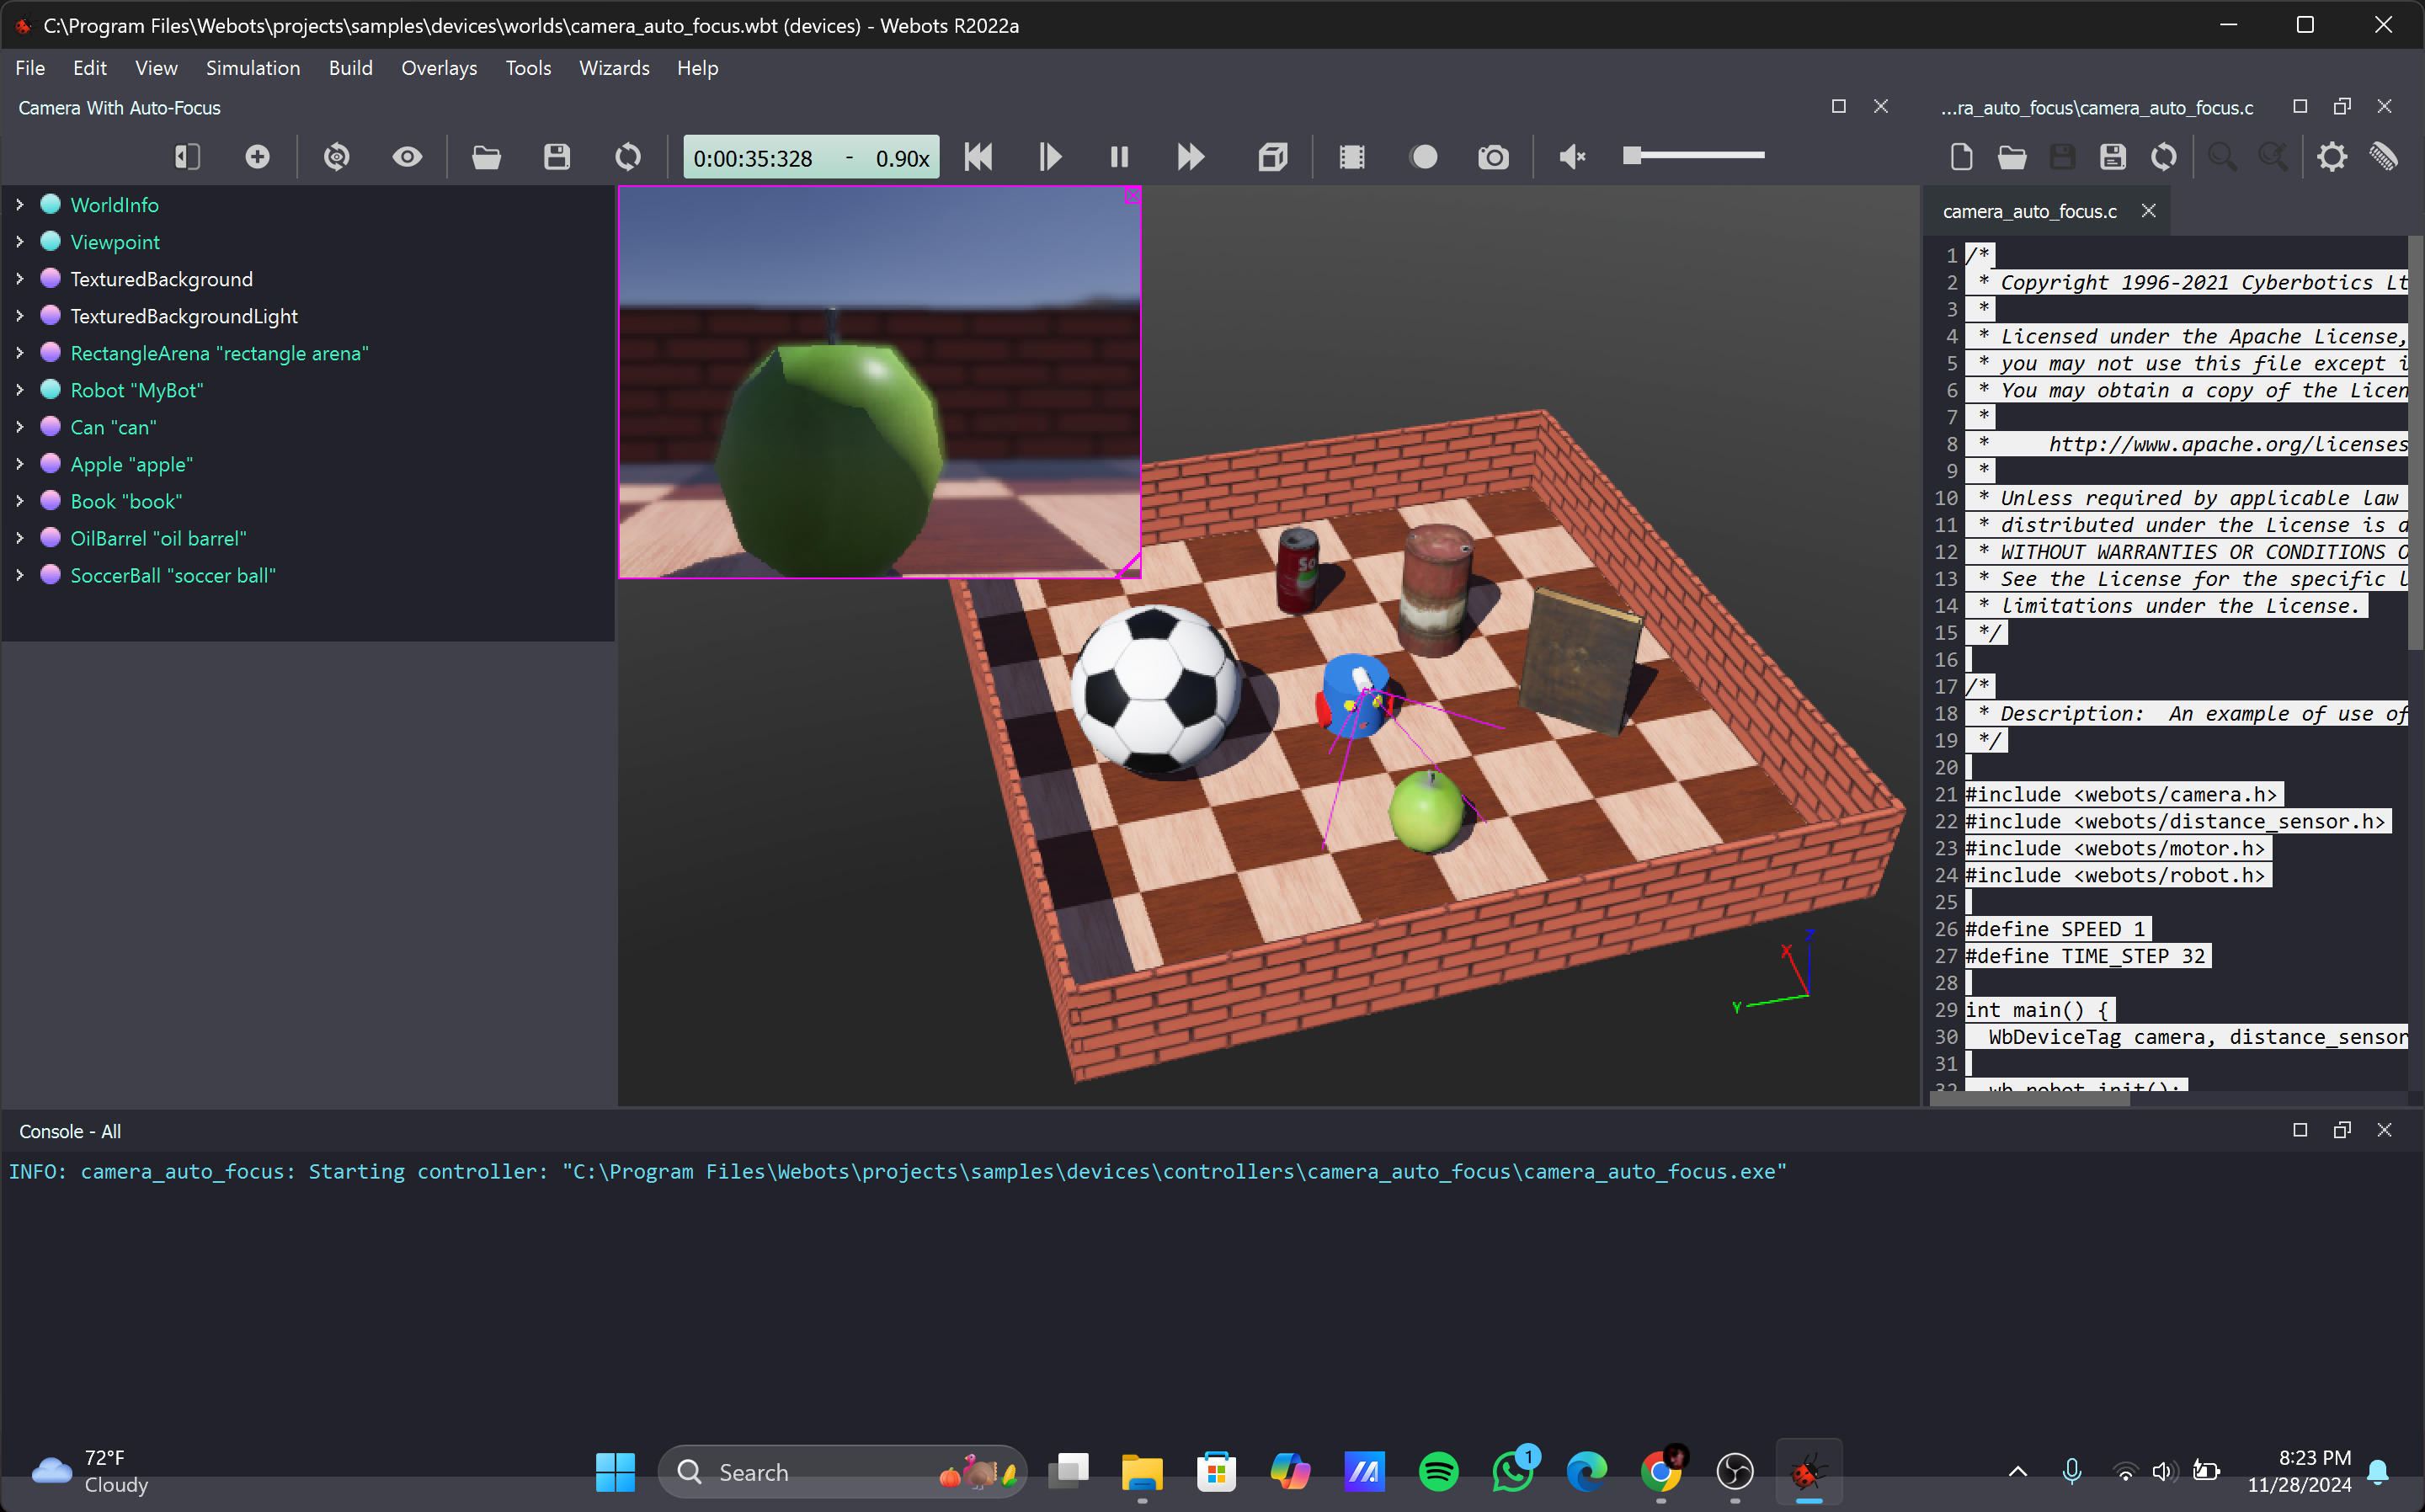 C:\Program Files\Webots\projects\samples\devices\worlds\camera_auto_focus.wbt (devices) - Webots R2022a
File Edit View Simulation Build Overlays Tools Wizards Help
Camera With Auto-Focus
...ra_auto_focus\camera_auto_focus.c
0:00:35:328 - 0.90x
WorldInfo
Viewpoint
TexturedBackground
TexturedBackgroundLight
RectangleArena "rectangle arena"
Robot "MyBot"
Can "can"
Apple "apple"
Book "book"
OilBarrel "oil barrel"
SoccerBall "soccer ball"
So
X
Y
Z
camera_auto_focus.c
1 /*
2 * Copyright 1996-2021 Cyberbotics Lt
3 *
4 * Licensed under the Apache License,
5 * you may not use this file except i
6 * You may obtain a copy of the Licen
7 *
8 * http://www.apache.org/licenses
9 *
10 * Unless required by applicable law
11 * distributed under the License is d
12 * WITHOUT WARRANTIES OR CONDITIONS O
13 * See the License for the specific l
14 * limitations under the License.
15 */
16
17 /*
18 * Description: An example of use of
19 */
20
21 #include <webots/camera.h>
22 #include <webots/distance_sensor.h>
23 #include <webots/motor.h>
24 #include <webots/robot.h>
25
26 #define SPEED 1
27 #define TIME_STEP 32
28
29 int main() {
30 WbDeviceTag camera, distance_sensor
31
32 wb_robot_init();
Console - All
INFO: camera_auto_focus: Starting controller: "C:\Program Files\Webots\projects\samples\devices\controllers\camera_auto_focus\camera_auto_focus.exe"
72°F
Cloudy
Search
1
8:23 PM
11/28/2024